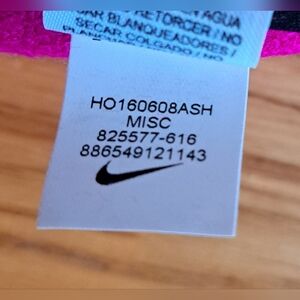 AGUA
RETORCER / NO
BLANQUEADORES /
SECAR COLGADO / NO
HO160608ASH
MISC
825577-616
886549121143